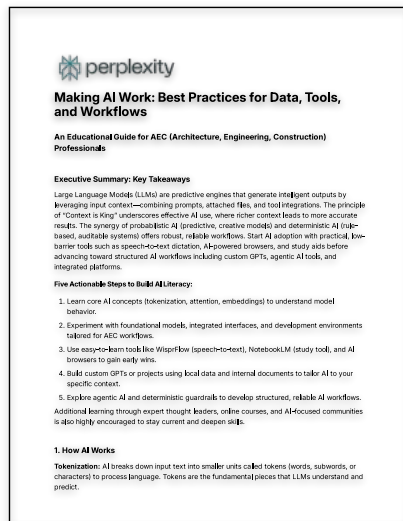 perplexity
Making AI Work: Best Practices for Data, Tools,
and Workflows
An Educational Guide for AEC (Architecture, Engineering, Construction)
Professionals
Executive Summary: Key Takeaways
Large Language Models (LLMs) are predictive engines that generate intelligent outputs by
leveraging input context—combining prompts, attached files, and tool integrations. The principle
of "Context is King" underscores effective AI use, where richer context leads to more accurate
results. The synergy of probabilistic AI (predictive, creative models) and deterministic AI (rule-
based, auditable systems) offers robust, reliable workflows. Start AI adoption with practical, low-
barrier tools such as speech-to-text dictation, AI-powered browsers, and study aids before
advancing toward structured AI workflows including custom GPTs, agentic AI tools, and
integrated platforms.
Five Actionable Steps to Build AI Literacy:
1. Learn core AI concepts (tokenization, attention, embeddings) to understand model
behavior.
2. Experiment with foundational models, integrated interfaces, and development environments
tailored for AEC workflows.
3. Use easy-to-learn tools like WisprFlow (speech-to-text), NotebookLM (study tool), and AI
browsers to gain early wins.
4. Build custom GPTs or projects using local data and internal documents to tailor AI to your
specific context.
5. Explore agentic AI and deterministic guardrails to develop structured, reliable AI workflows.
Additional learning through expert thought leaders, online courses, and AI-focused communities
is also highly encouraged to stay current and deepen skills.
1. How AI Works
Tokenization: AI breaks down input text into smaller units called tokens (words, subwords, or
characters) to process language. Tokens are the fundamental pieces that LLMs understand and
predict.